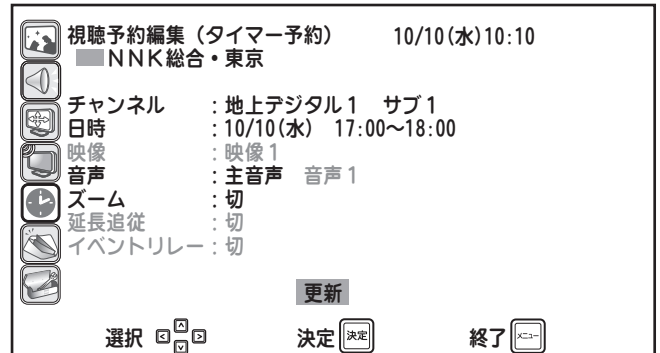 視聴予約編集（タイマー予約） 10/10(水)10:10
NNK総合・東京
チャンネル ：地上デジタル1 サブ1
日時 ：10/10(水) 17:00～18:00
映像 ：映像1
音声 ：主音声 音声1
ズーム ：切
延長追従 ：切
イベントリレー：切
更新
選択 決定 決定 終了 メニュー